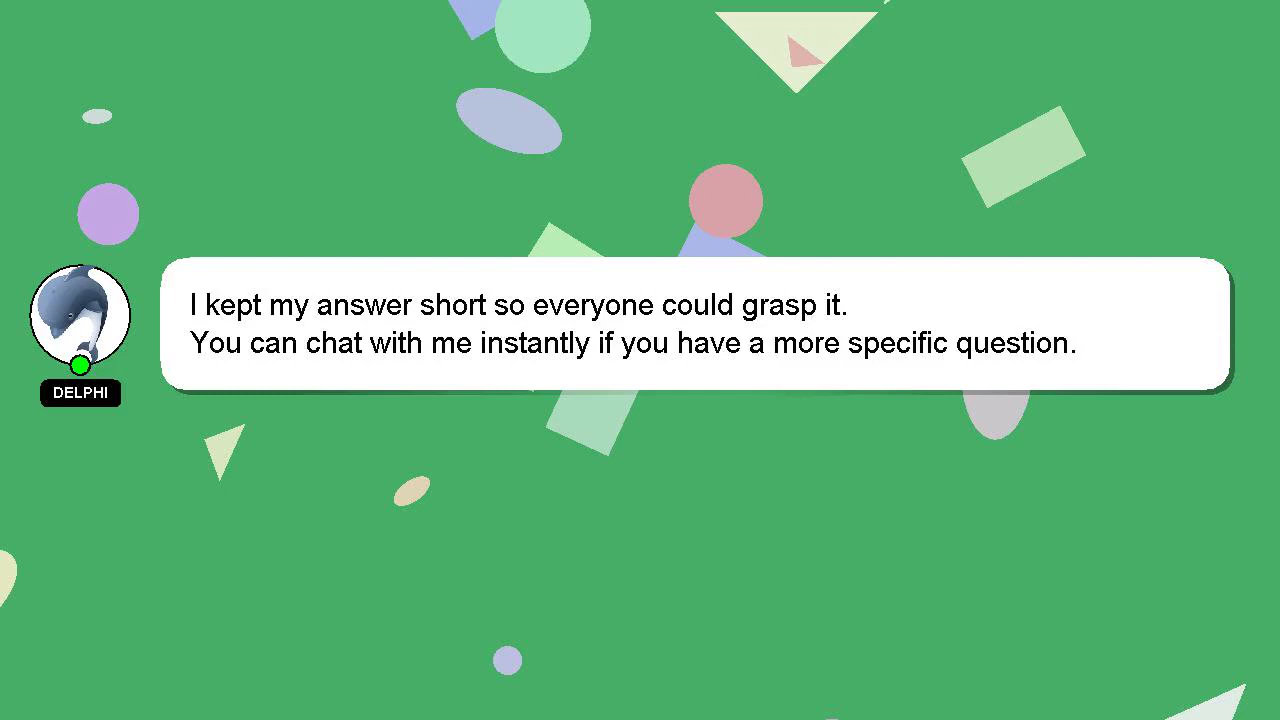 I kept my answer short so everyone could grasp it.
You can chat with me instantly if you have a more specific question.
DELPHI